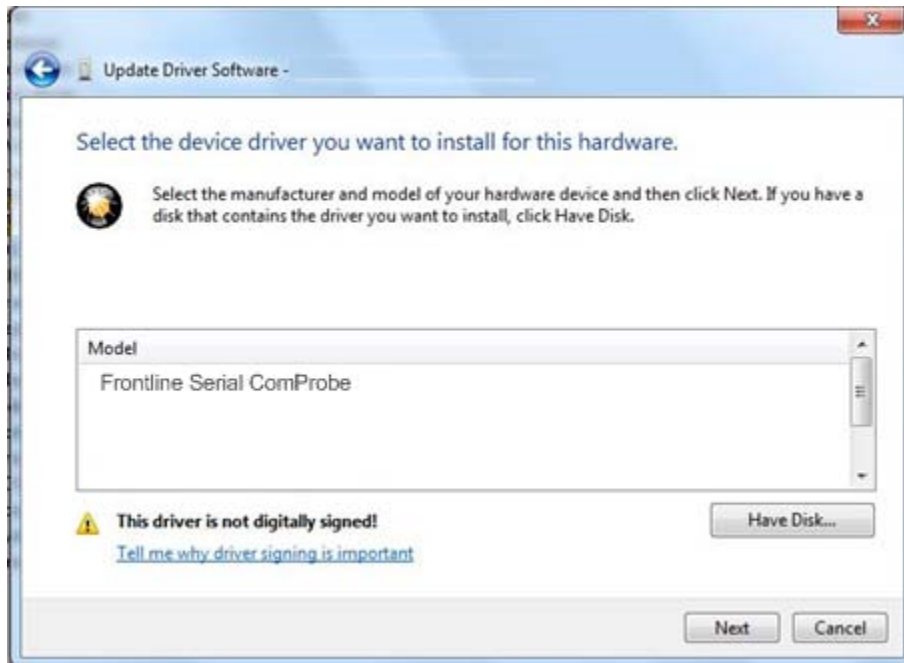 Update Driver Software -
Select the device driver you want to install for this hardware.
Select the manufacturer and model of your hardware device and then click Next. If you have a
disk that contains the driver you want to install, click Have Disk.
Model
Frontline Serial ComProbe
This driver is not digitally signed!
Have Disk...
Tell me why driver signing is important
Next
Cancel